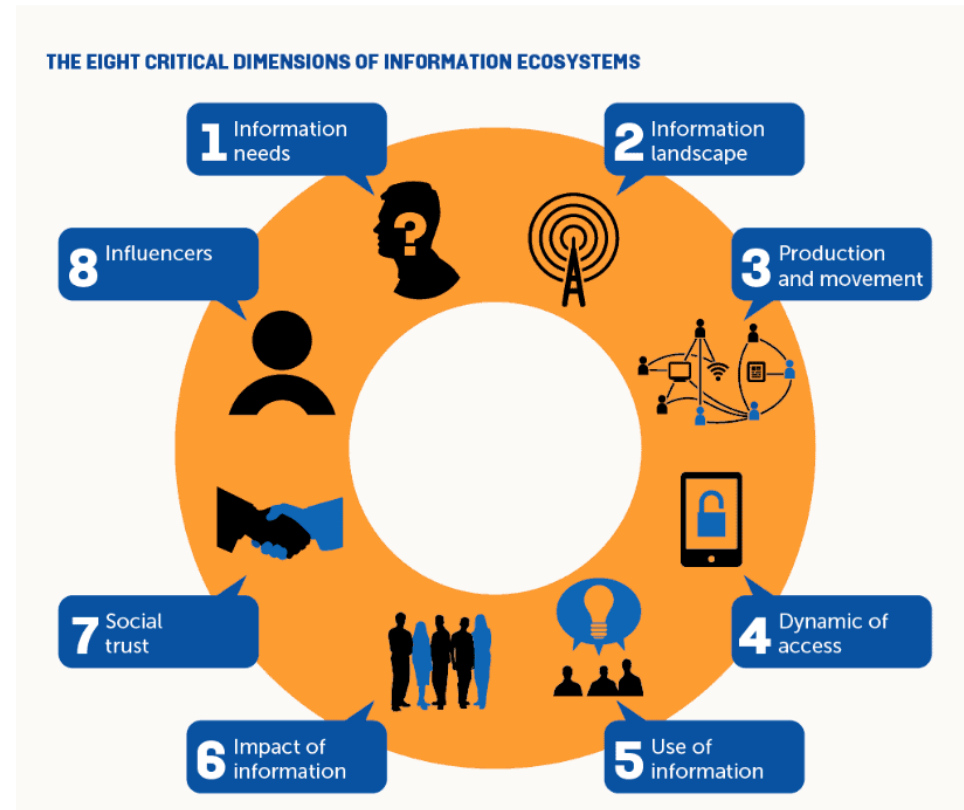 THE EIGHT CRITICAL DIMENSIONS OF INFORMATION ECOSYSTEMS
1 Information
needs
2 Information
landscape
3 Production
and movement
4 Dynamic of
access
5 Use of
information
6 Impact of
information
7 Social
trust
8 Influencers
?